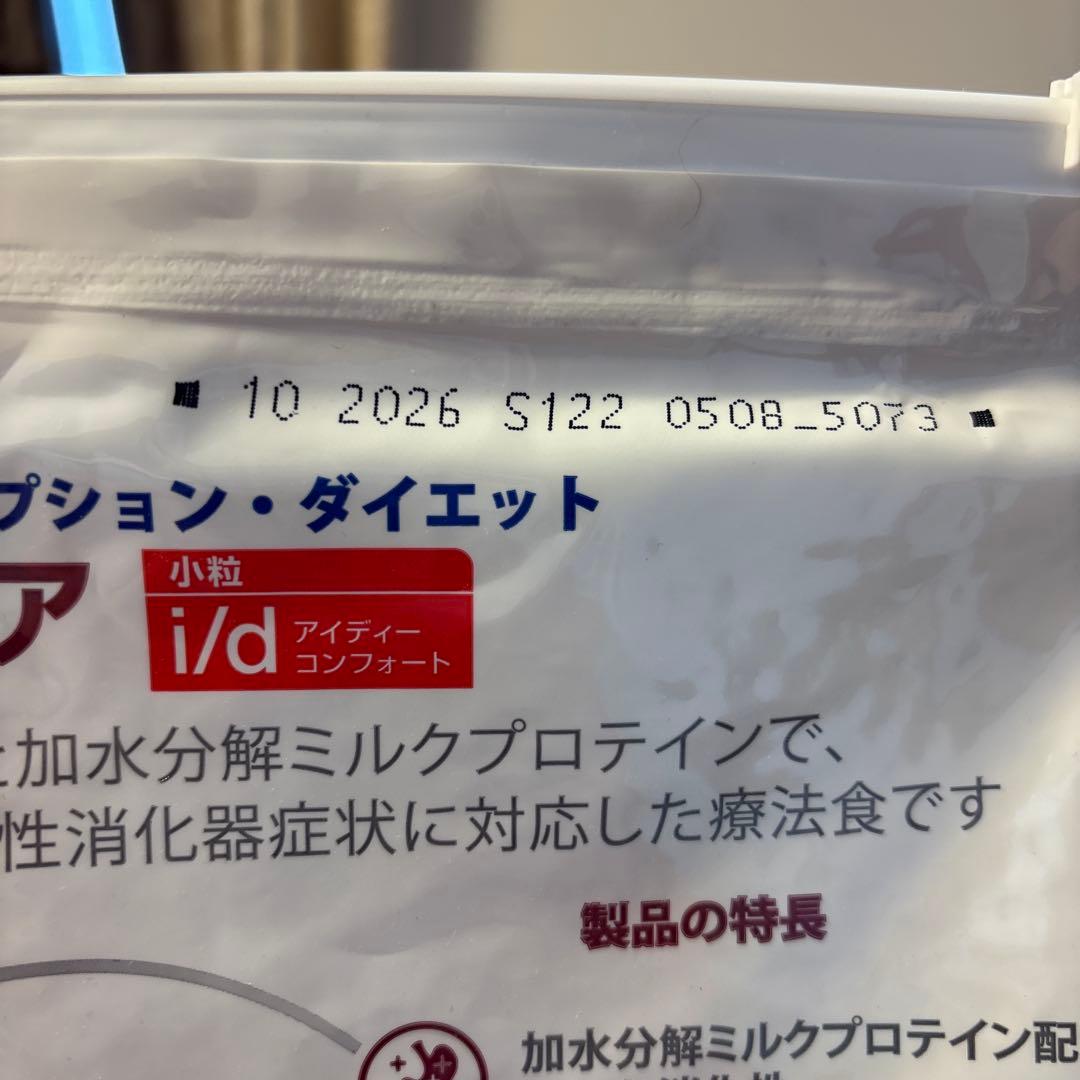 10 2026 S122 0508_5073
プション・ダイエット
ア
小粒
i/d アイディー
コンフォート
加水分解ミルクプロテインで、
性消化器症状に対応した療法食です
製品の特長
加水分解ミルクプロテイン配